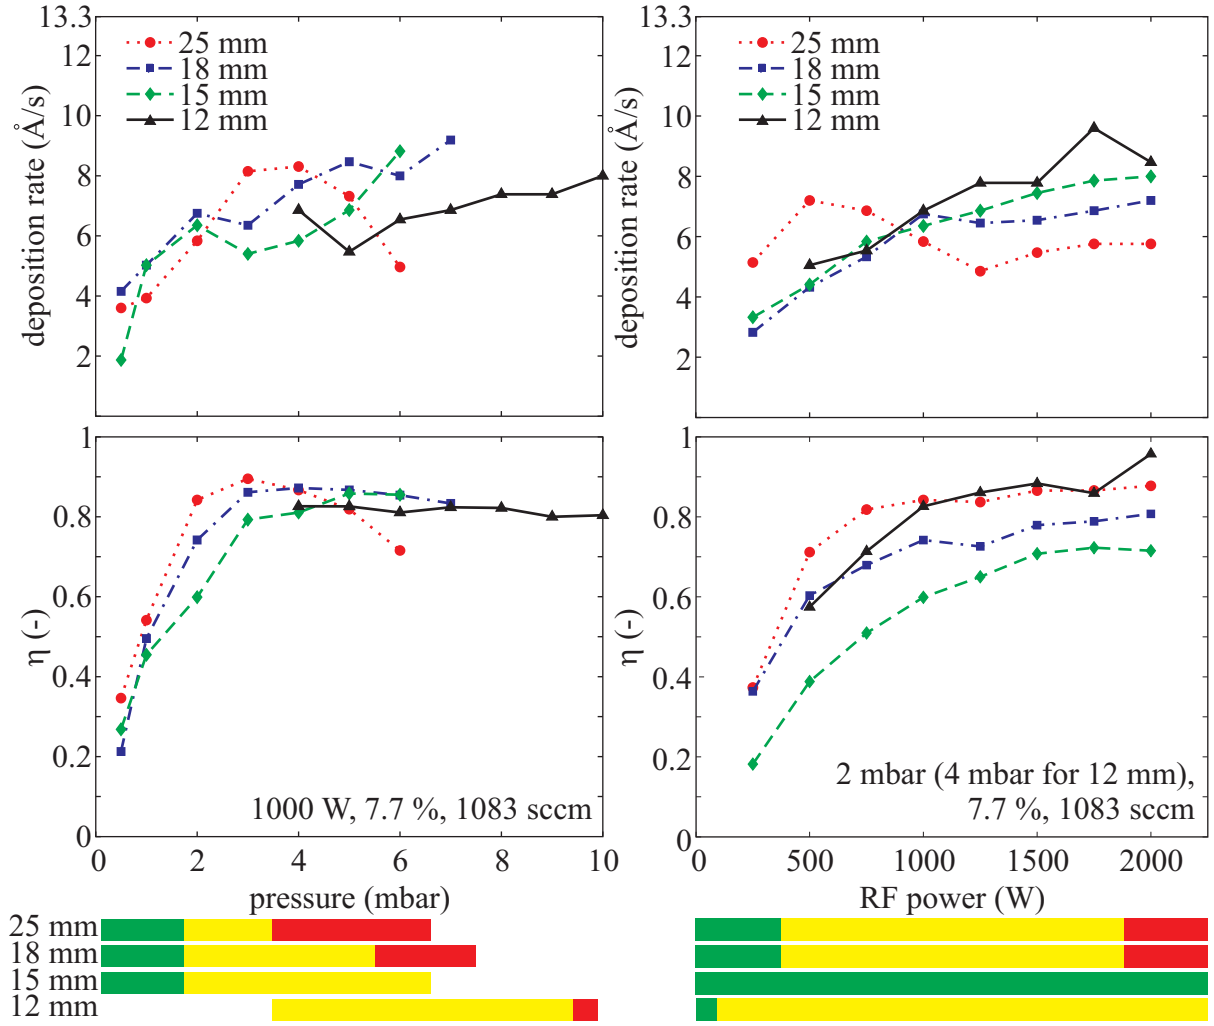 13.3
12
10
8
6
4
2
deposition rate (Å/s)
25 mm
18 mm
15 mm
12 mm
13.3
12
10
8
6
4
2
deposition rate (Å/s)
25 mm
18 mm
15 mm
12 mm
1
0.8
0.6
0.4
0.2
0
η (-)
1000 W, 7.7 %, 1083 sccm
0 2 4 6 8 10
pressure (mbar)
1
0.8
0.6
0.4
0.2
0
η (-)
2 mbar (4 mbar for 12 mm),
7.7 %, 1083 sccm
0 500 1000 1500 2000
RF power (W)
25 mm
18 mm
15 mm
12 mm